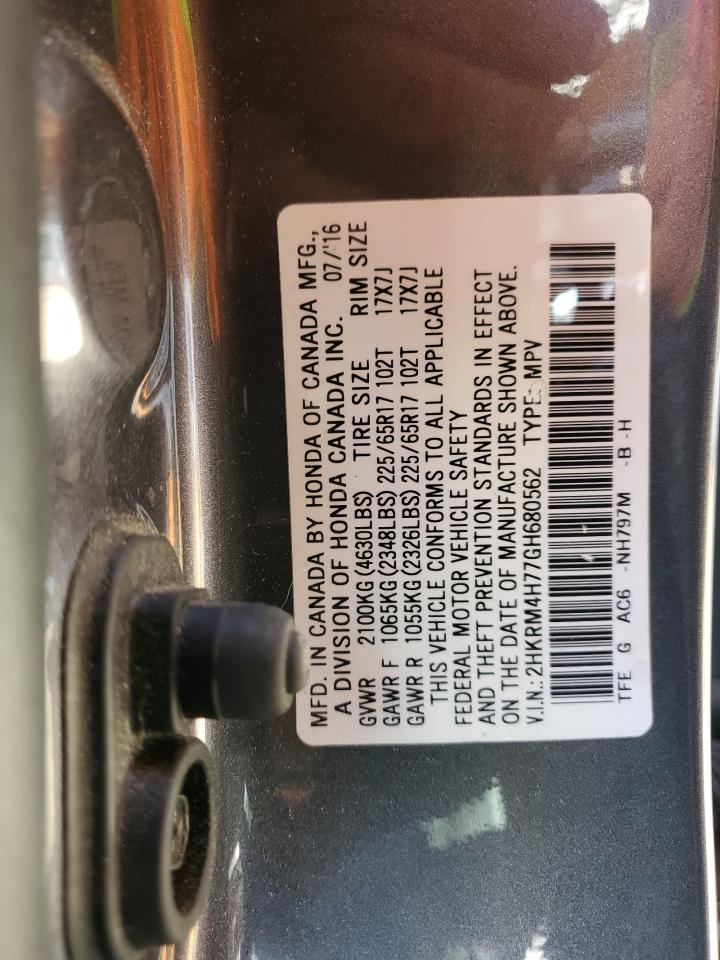 MFD. IN CANADA BY HONDA OF CANADA MFG.,
A DIVISION OF HONDA CANADA INC. 07/'16
GVWR 2100KG (4630LBS) TIRE SIZE RIM SIZE
GAWR F 1065KG (2348LBS) 225/65R17 102T 17X7J
GAWR R 1055KG (2326LBS) 225/65R17 102T 17X7J
THIS VEHICLE CONFORMS TO ALL APPLICABLE
FEDERAL MOTOR VEHICLE SAFETY
AND THEFT PREVENTION STANDARDS IN EFFECT
ON THE DATE OF MANUFACTURE SHOWN ABOVE.
V.I.N.: 2HKRM4H77GH680562 TYPE: MPV
TFE G AC6 -NH797M -B -H